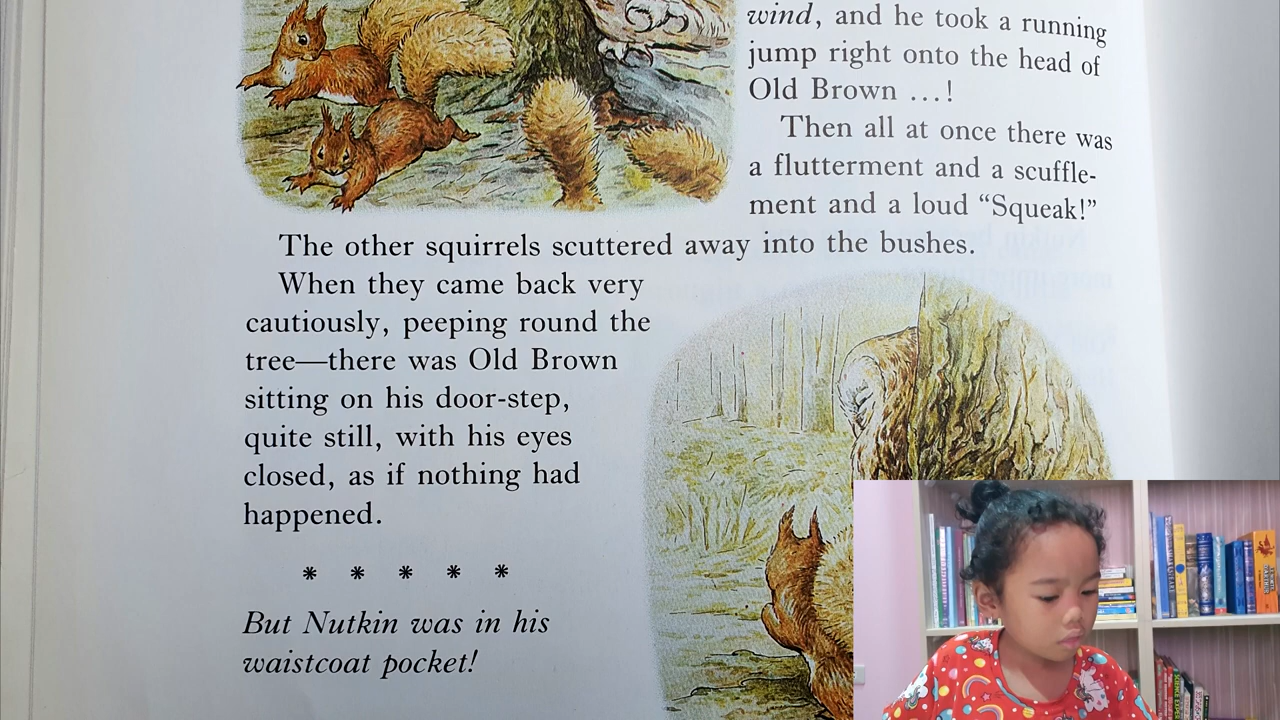 wind, and he took a running
jump right onto the head of
Old Brown ...!
Then all at once there was
a flutterment and a scuffle-
ment and a loud “Squeak!”
The other squirrels scuttered away into the bushes.
When they came back very
cautiously, peeping round the
tree—there was Old Brown
sitting on his door-step,
quite still, with his eyes
closed, as if nothing had
happened.
* * * * *
But Nutkin was in his
waistcoat pocket!